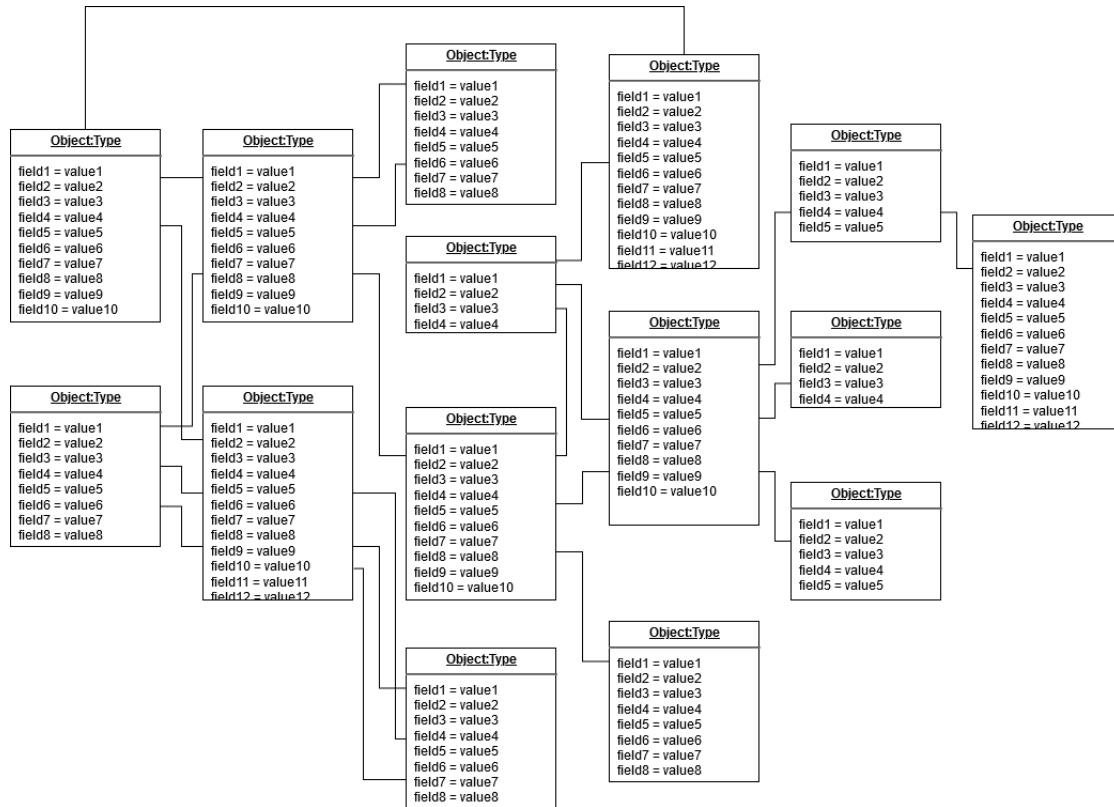 Object:Type
field1 = value1
field2 = value2
field3 = value3
field4 = value4
field5 = value5
field6 = value6
field7 = value7
field8 = value8
field9 = value9
field10 = value10
Object:Type
field1 = value1
field2 = value2
field3 = value3
field4 = value4
field5 = value5
field6 = value6
field7 = value7
field8 = value8
Object:Type
field1 = value1
field2 = value2
field3 = value3
field4 = value4
field5 = value5
field6 = value6
field7 = value7
field8 = value8
field9 = value9
field10 = value10
Object:Type
field1 = value1
field2 = value2
field3 = value3
field4 = value4
field5 = value5
field6 = value6
field7 = value7
field8 = value8
field9 = value9
field10 = value10
field11 = value11
field12 = value12
Object:Type
field1 = value1
field2 = value2
field3 = value3
field4 = value4
field5 = value5
field6 = value6
field7 = value7
field8 = value8
Object:Type
field1 = value1
field2 = value2
field3 = value3
field4 = value4
Object:Type
field1 = value1
field2 = value2
field3 = value3
field4 = value4
field5 = value5
field6 = value6
field7 = value7
field8 = value8
field9 = value9
field10 = value10
Object:Type
field1 = value1
field2 = value2
field3 = value3
field4 = value4
field5 = value5
field6 = value6
field7 = value7
field8 = value8
Object:Type
field1 = value1
field2 = value2
field3 = value3
field4 = value4
field5 = value5
field6 = value6
field7 = value7
field8 = value8
field9 = value9
field10 = value10
field11 = value11
field12 = value12
Object:Type
field1 = value1
field2 = value2
field3 = value3
field4 = value4
field5 = value5
field6 = value6
field7 = value7
field8 = value8
field9 = value9
field10 = value10
Object:Type
field1 = value1
field2 = value2
field3 = value3
field4 = value4
field5 = value5
field6 = value6
field7 = value7
field8 = value8
Object:Type
field1 = value1
field2 = value2
field3 = value3
field4 = value4
field5 = value5
Object:Type
field1 = value1
field2 = value2
field3 = value3
field4 = value4
Object:Type
field1 = value1
field2 = value2
field3 = value3
field4 = value4
field5 = value5
Object:Type
field1 = value1
field2 = value2
field3 = value3
field4 = value4
field5 = value5
field6 = value6
field7 = value7
field8 = value8
field9 = value9
field10 = value10
field11 = value11
field12 = value12